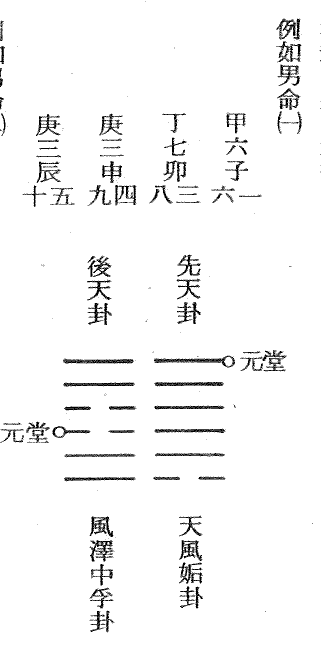 例如男命㈠
甲六子 一六
丁七卯 三八
庚三申 四九
庚三辰 五十
先天卦
後天卦
元堂
元堂
天風姤卦
風澤中孚卦